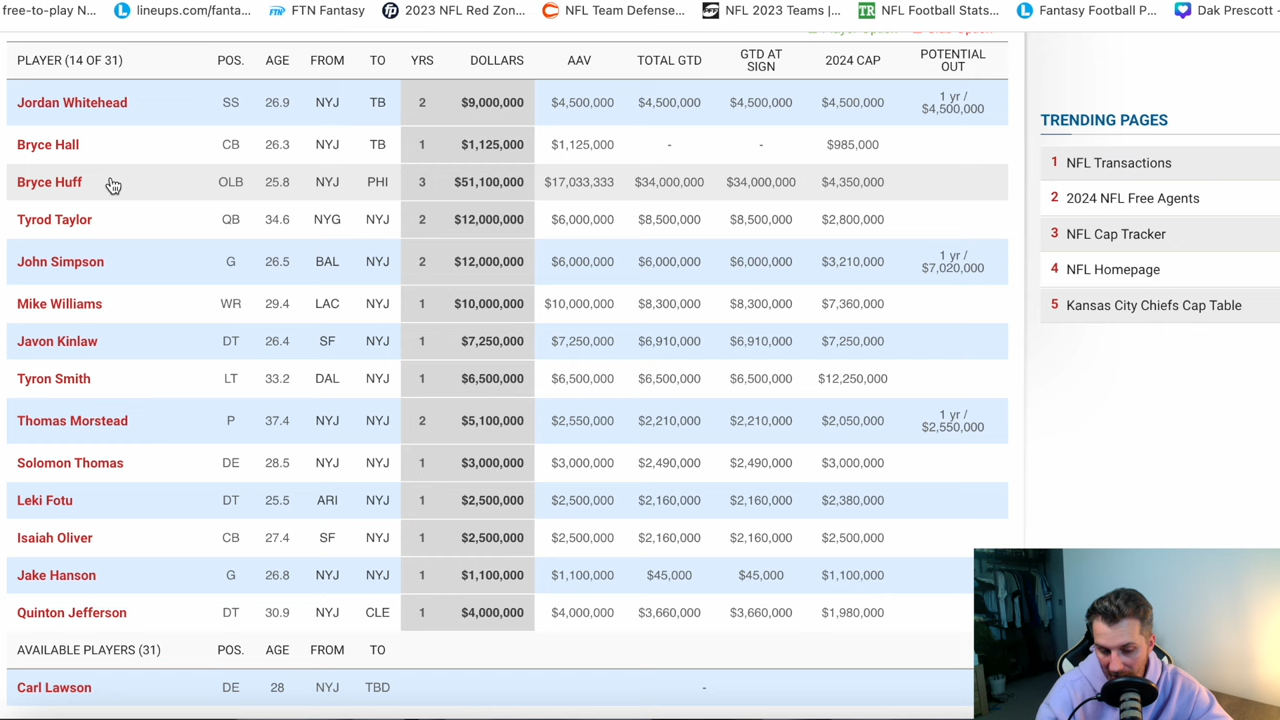 free-to-play N... lineups.com/fanta... FTN Fantasy 2023 NFL Red Zon... NFL Team Defense... NFL 2023 Teams |... NFL Football Stats... Fantasy Football P... Dak Prescott
PLAYER (14 OF 31) POS. AGE FROM TO YRS DOLLARS AAV TOTAL GTD GTD AT SIGN 2024 CAP POTENTIAL OUT
Jordan Whitehead SS 26.9 NYJ TB 2 $9,000,000 $4,500,000 $4,500,000 $4,500,000 $4,500,000 1 yr / $4,500,000
Bryce Hall CB 26.3 NYJ TB 1 $1,125,000 $1,125,000 - - $985,000
Bryce Huff OLB 25.8 NYJ PHI 3 $51,100,000 $17,033,333 $34,000,000 $34,000,000 $4,350,000
Tyrod Taylor QB 34.6 NYG NYJ 2 $12,000,000 $6,000,000 $8,500,000 $8,500,000 $2,800,000
John Simpson G 26.5 BAL NYJ 2 $12,000,000 $6,000,000 $6,000,000 $6,000,000 $3,210,000 1 yr / $7,020,000
Mike Williams WR 29.4 LAC NYJ 1 $10,000,000 $10,000,000 $8,300,000 $8,300,000 $7,360,000
Javon Kinlaw DT 26.4 SF NYJ 1 $7,250,000 $7,250,000 $6,910,000 $6,910,000 $7,250,000
Tyron Smith LT 33.2 DAL NYJ 1 $6,500,000 $6,500,000 $6,500,000 $6,500,000 $12,250,000
Thomas Morstead P 37.4 NYJ NYJ 2 $5,100,000 $2,550,000 $2,210,000 $2,210,000 $2,050,000 1 yr / $2,550,000
Solomon Thomas DE 28.5 NYJ NYJ 1 $3,000,000 $3,000,000 $2,490,000 $2,490,000 $3,000,000
Leki Fotu DT 25.5 ARI NYJ 1 $2,500,000 $2,500,000 $2,160,000 $2,160,000 $2,380,000
Isaiah Oliver CB 27.4 SF NYJ 1 $2,500,000 $2,500,000 $2,160,000 $2,160,000 $2,500,000
Jake Hanson G 26.8 NYJ NYJ 1 $1,100,000 $1,100,000 $45,000 $45,000 $1,100,000
Quinton Jefferson DT 30.9 NYJ CLE 1 $4,000,000 $4,000,000 $3,660,000 $3,660,000 $1,980,000
AVAILABLE PLAYERS (31) POS. AGE FROM TO
Carl Lawson DE 28 NYJ TBD -
TRENDING PAGES
1 NFL Transactions
2 2024 NFL Free Agents
3 NFL Cap Tracker
4 NFL Homepage
5 Kansas City Chiefs Cap Table